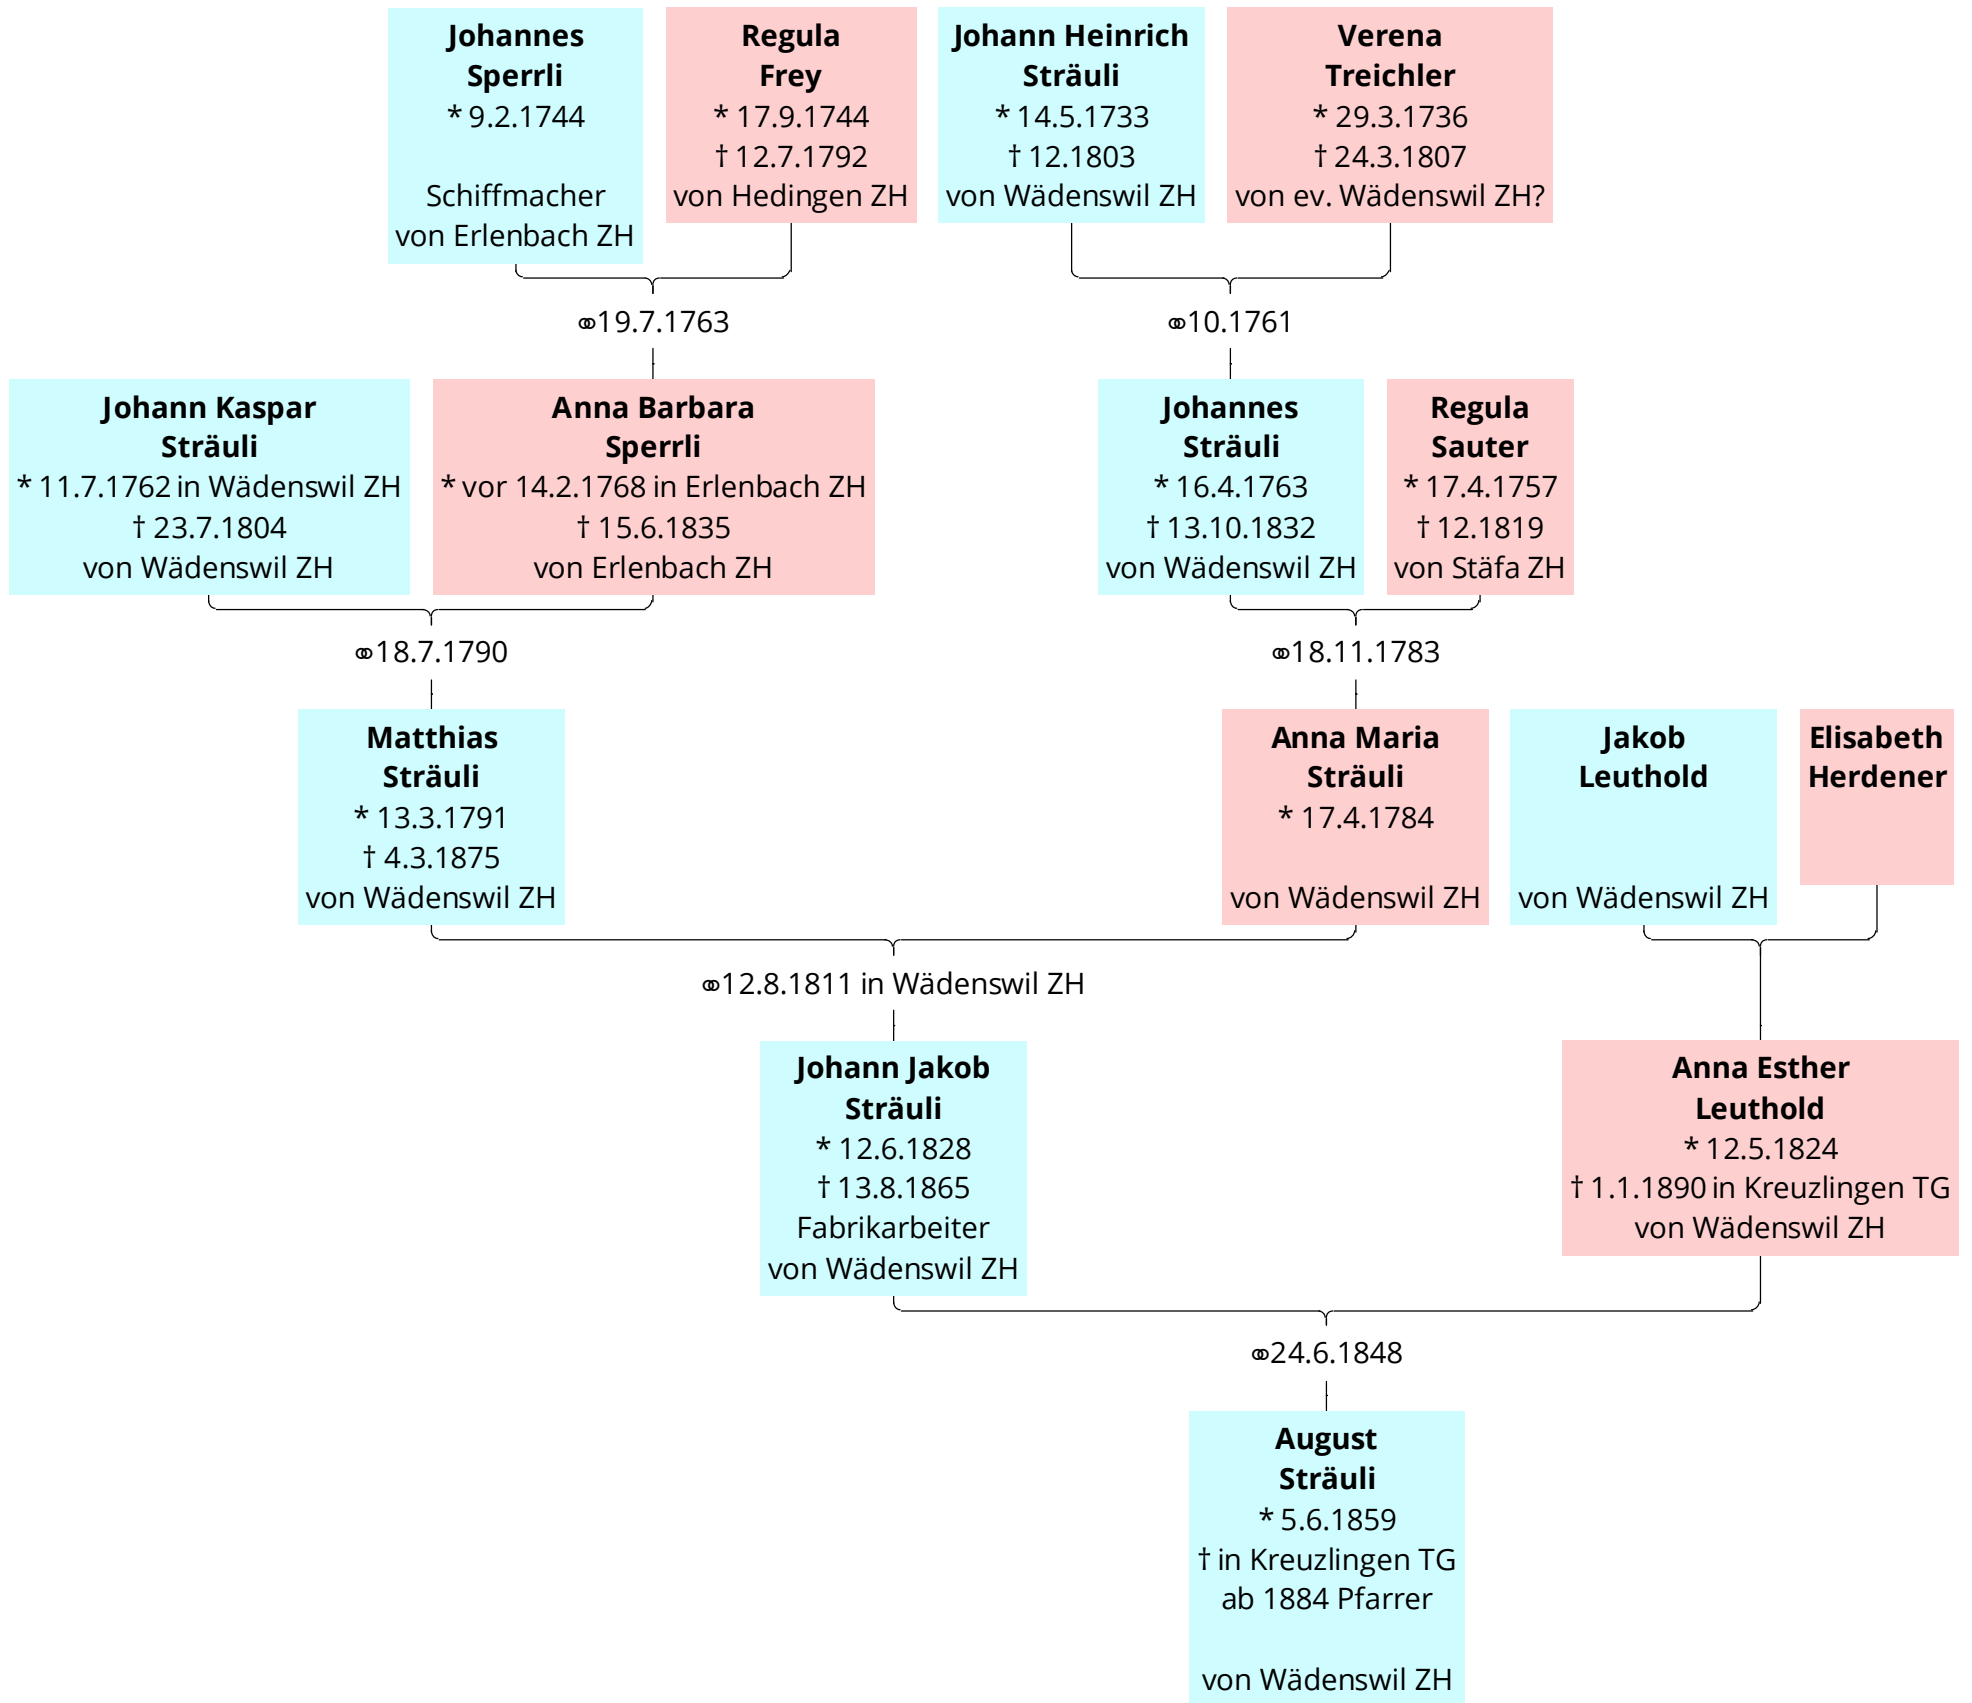 Johannes
Sperrli
* 9.2.1744
Schiffmacher
von Erlenbach ZH
Regula
Frey
* 17.9.1744
† 12.7.1792
von Hedingen ZH
Johann Heinrich
Sträuli
* 14.5.1733
† 12.1803
von Wädenswil ZH
Verena
Treichler
* 29.3.1736
† 24.3.1807
von ev. Wädenswil ZH?
⚭19.7.1763
⚭10.1761
Johann Kaspar
Sträuli
* 11.7.1762 in Wädenswil ZH
† 23.7.1804
von Wädenswil ZH
Anna Barbara
Sperrli
* vor 14.2.1768 in Erlenbach ZH
† 15.6.1835
von Erlenbach ZH
Johannes
Sträuli
* 16.4.1763
† 13.10.1832
von Wädenswil ZH
Regula
Sauter
* 17.4.1757
† 12.1819
von Stäfa ZH
⚭18.7.1790
⚭18.11.1783
Matthias
Sträuli
* 13.3.1791
† 4.3.1875
von Wädenswil ZH
Anna Maria
Sträuli
* 17.4.1784
von Wädenswil ZH
Jakob
Leuthold
von Wädenswil ZH
Elisabeth
Herdener
⚭12.8.1811 in Wädenswil ZH
Johann Jakob
Sträuli
* 12.6.1828
† 13.8.1865
Fabrikarbeiter
von Wädenswil ZH
Anna Esther
Leuthold
* 12.5.1824
† 1.1.1890 in Kreuzlingen TG
von Wädenswil ZH
⚭24.6.1848
August
Sträuli
* 5.6.1859
† in Kreuzlingen TG
ab 1884 Pfarrer
von Wädenswil ZH